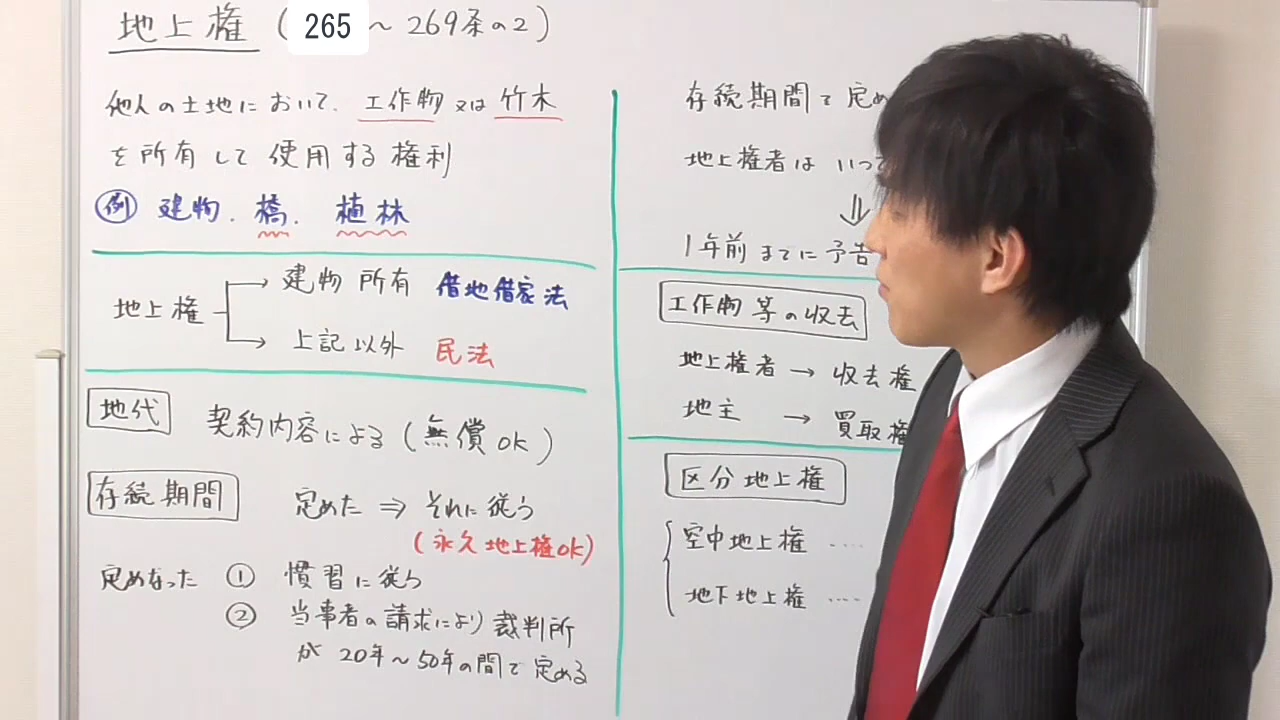 地上権 (265～269条の2)
他人の土地において、工作物又は竹木
を所有して使用する権利
例 建物.橋.植林
地上権
建物所有 借地借家法
上記以外 民法
地代 契約内容による(無償OK)
存続期間 定めた ⇒ それに従う
(永久地上権OK)
定めなった ① 慣習に従う
② 当事者の請求により裁判所
が20年～50年の間で定める
存続期間で定め
地上権者はいつ
⇓
1年前までに予告
工作物等の収去
地上権者 → 収去権
地主 → 買取権
区分地上権
空中地上権 ‥‥
地下地上権 ‥‥